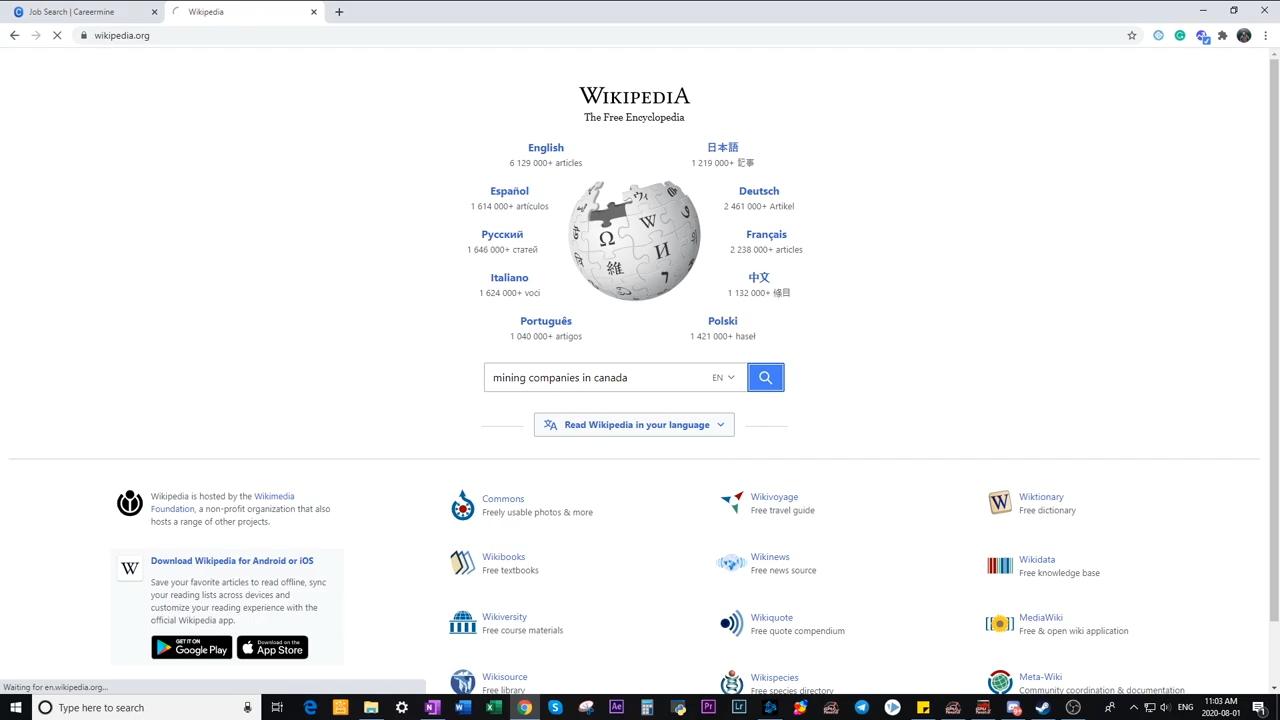 Job Search | Careermine
Wikipedia
wikipedia.org
WIKIPEDIA
The Free Encyclopedia
English
6 129 000+ articles
日本語
1 219 000+ 記事
Español
1 614 000+ artículos
Deutsch
2 461 000+ Artikel
Русский
1 646 000+ статей
Français
2 238 000+ articles
Italiano
1 624 000+ voci
中文
1 132 000+ 條目
Português
1 040 000+ artigos
Polski
1 421 000+ haseł
mining companies in canada
EN
Read Wikipedia in your language
Wikipedia is hosted by the Wikimedia
Foundation, a non-profit organization that also
hosts a range of other projects.
Download Wikipedia for Android or iOS
Save your favorite articles to read offline, sync
your reading lists across devices and
customize your reading experience with the
official Wikipedia app.
GET IT ON
Google Play
Download on the
App Store
Commons
Freely usable photos & more
Wikivoyage
Free travel guide
Wiktionary
Free dictionary
Wikibooks
Free textbooks
Wikinews
Free news source
Wikidata
Free knowledge base
Wikiversity
Free course materials
Wikiquote
Free quote compendium
MediaWiki
Free & open wiki application
Wikisource
Free library
Wikispecies
Free species directory
Meta-Wiki
Community coordination & documentation
Waiting for en.wikipedia.org...
Type here to search
ENG
11:03 AM
2020-08-01